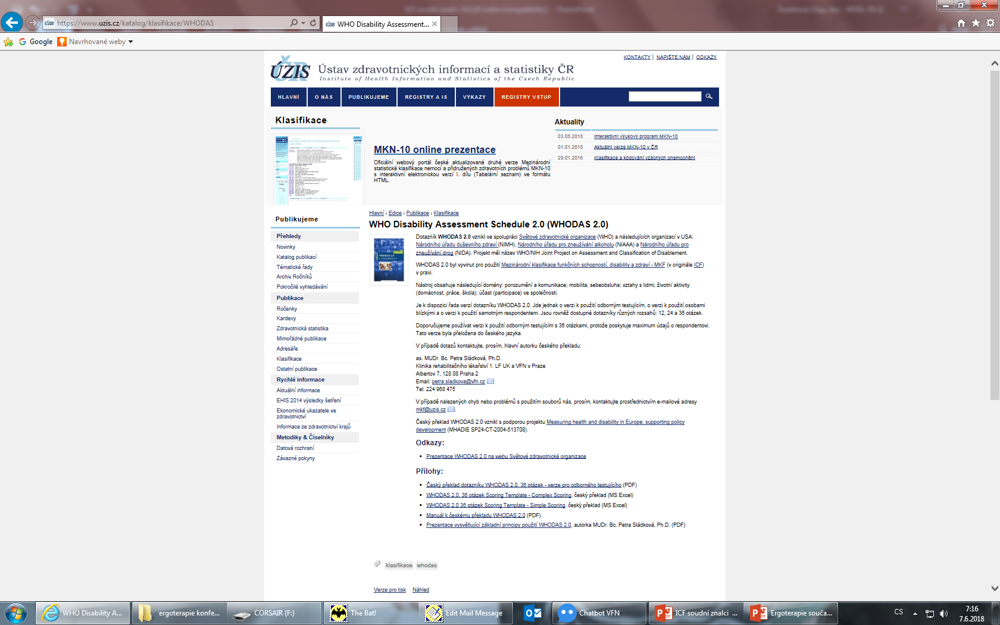 https://www.uzis.cz/katalog/klasifikace/WHODAS
WHO Disability Assessment...
Google
Navrhované weby
KONTAKTY | NAPIŠTE NÁM | ODKAZY
ÚZIS ČR
Ústav zdravotnických informací a statistiky ČR
Institute of Health Information and Statistics of the Czech Republic
HLAVNÍ
O NÁS
PUBLIKUJEME
REGISTRY A IS
VÝKAZY
REGISTRY VSTUP
Klasifikace
MKN-10 online prezentace
Oficiální webový portál české aktualizované druhé verze Mezinárodní
statistické klasifikace nemocí a přidružených zdravotních problémů MKN-10
s interaktivní elektronickou verzí I. dílu (Tabelární seznam) ve formátu
HTML.
Aktuality
03.05.2018 Interaktivní výukový program MKN-10
01.01.2018 Aktuální verze MKN-10 v ČR
29.01.2016 Klasifikace a kódování vzácných onemocnění
Publikujeme
Přehledy
Novinky
Katalog publikací
Tématické řady
Archiv Ročníků
Pokročilé vyhledávání
Publikace
Ročenky
Kardexy
Zdravotnická statistika
Mimořádné publikace
Adresáře
Klasifikace
Ostatní publikace
Rychlé informace
Aktuální informace
EHIS 2014 výsledky šetření
Ekonomické ukazatele ve
zdravotnictví
Informace ze zdravotnictví krajů
Metodiky & Číselníky
Datová rozhraní
Závazné pokyny
Hlavní › Edice › Publikace › Klasifikace
WHO Disability Assessment Schedule 2.0 (WHODAS 2.0)
Dotazník WHODAS 2.0 vznikl ve spolupráci Světové zdravotnické organizace (WHO) a následujících organizací v USA:
Národního úřadu duševního zdraví (NIMH), Národního úřadu pro zneužívání alkoholu (NIAAA) a Národního úřadu pro
zneužívání drog (NIDA). Projekt měl název WHO/NIH Joint Project on Assessment and Classification of Disablement.
WHODAS 2.0 byl vyvinut pro použití Mezinárodní klasifikace funkčních schopností, disability a zdraví - MKF (v originále ICF)
v praxi.
Nástroj obsahuje následující domény: porozumění a komunikace; mobilita; sebeobsluha; vztahy s lidmi; životní aktivity
(domácnost, práce, škola); účast (participace) ve společnosti.
Je k dispozici řada verzí dotazníku WHODAS 2.0. Jde jednak o verzi k použití odborným testujícím, o verzi k použití osobami
blízkými a o verzi k použití samotným respondentem. Jsou rovněž dostupné dotazníky různých rozsahů: 12, 24 a 36 otázek.
Doporučujeme používat verzi k použití odborným testujícím s 36 otázkami, protože poskytuje maximum údajů o respondentovi.
Tato verze byla přeložena do českého jazyka.
V případě dotazů kontaktujte, prosím, hlavní autorku českého překladu:
as. MUDr. Bc. Petra Sládková, Ph.D.
Klinika rehabilitačního lékařství 1. LF UK a VFN v Praze
Albertov 7, 128 08 Praha 2
Email: petra.sladkova@vfn.cz
Tel: 224 968 475
V případě nalezených chyb nebo problémů s použitím souborů nás, prosím, kontaktujte prostřednictvím e-mailové adresy
mkf@uzis.cz.
Český překlad WHODAS 2.0 vznikl s podporou projektu Measuring health and disability in Europe: supporting policy
development (MHADIE SP24-CT-2004-513708).
Odkazy:
Prezentace WHODAS 2.0 na webu Světové zdravotnické organizace
Přílohy:
Český překlad dotazníku WHODAS 2.0, 36 otázek - verze pro odborného testujícího (PDF)
WHODAS 2.0, 36 otázek Scoring Template - Complex Scoring, český překlad (MS Excel)
WHODAS 2.0 36 otázek Scoring Template - Simple Scoring, český překlad (MS Excel)
Manuál k českému překladu WHODAS 2.0 (PDF)
Prezentace vysvětlující základní principy použití WHODAS 2.0, autorka MUDr. Bc. Petra Sládková, Ph.D. (PDF)
klasifikace whodas
Verze pro tisk Náhled
WHO Disability A...
ergoterapie konfe...
CORSAIR (F:)
The Bat!
Edit Mail Message
Chatbot VFN
ICF soudní znalci ...
Ergoterapie souča...
CS
7:16
7.6.2018